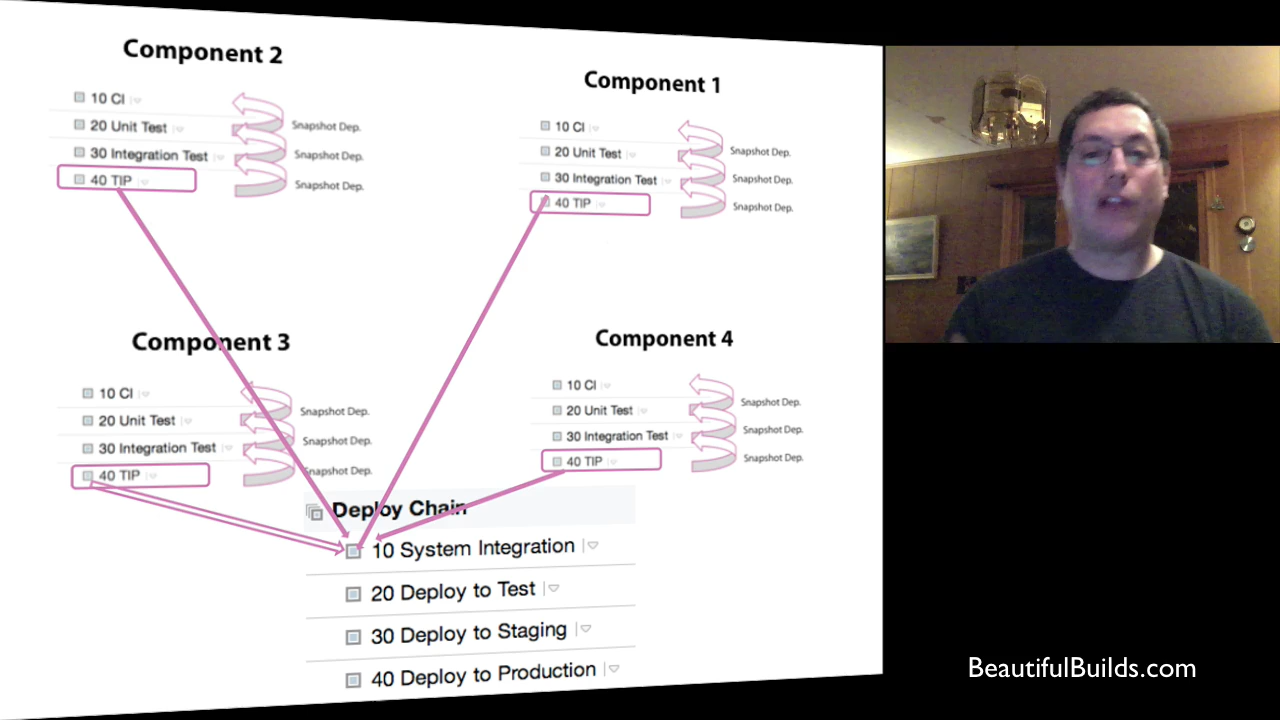 Component 2
10 CI
20 Unit Test
30 Integration Test
40 TIP
Snapshot Dep.
Snapshot Dep.
Snapshot Dep.
Component 1
10 CI
20 Unit Test
30 Integration Test
40 TIP
Snapshot Dep.
Snapshot Dep.
Snapshot Dep.
Component 3
10 CI
20 Unit Test
30 Integration Test
40 TIP
Snapshot Dep.
Snapshot Dep.
Snapshot Dep.
Component 4
10 CI
20 Unit Test
30 Integration Test
40 TIP
Snapshot Dep.
Snapshot Dep.
Snapshot Dep.
Deploy Chain
10 System Integration
20 Deploy to Test
30 Deploy to Staging
40 Deploy to Production
BeautifulBuilds.com